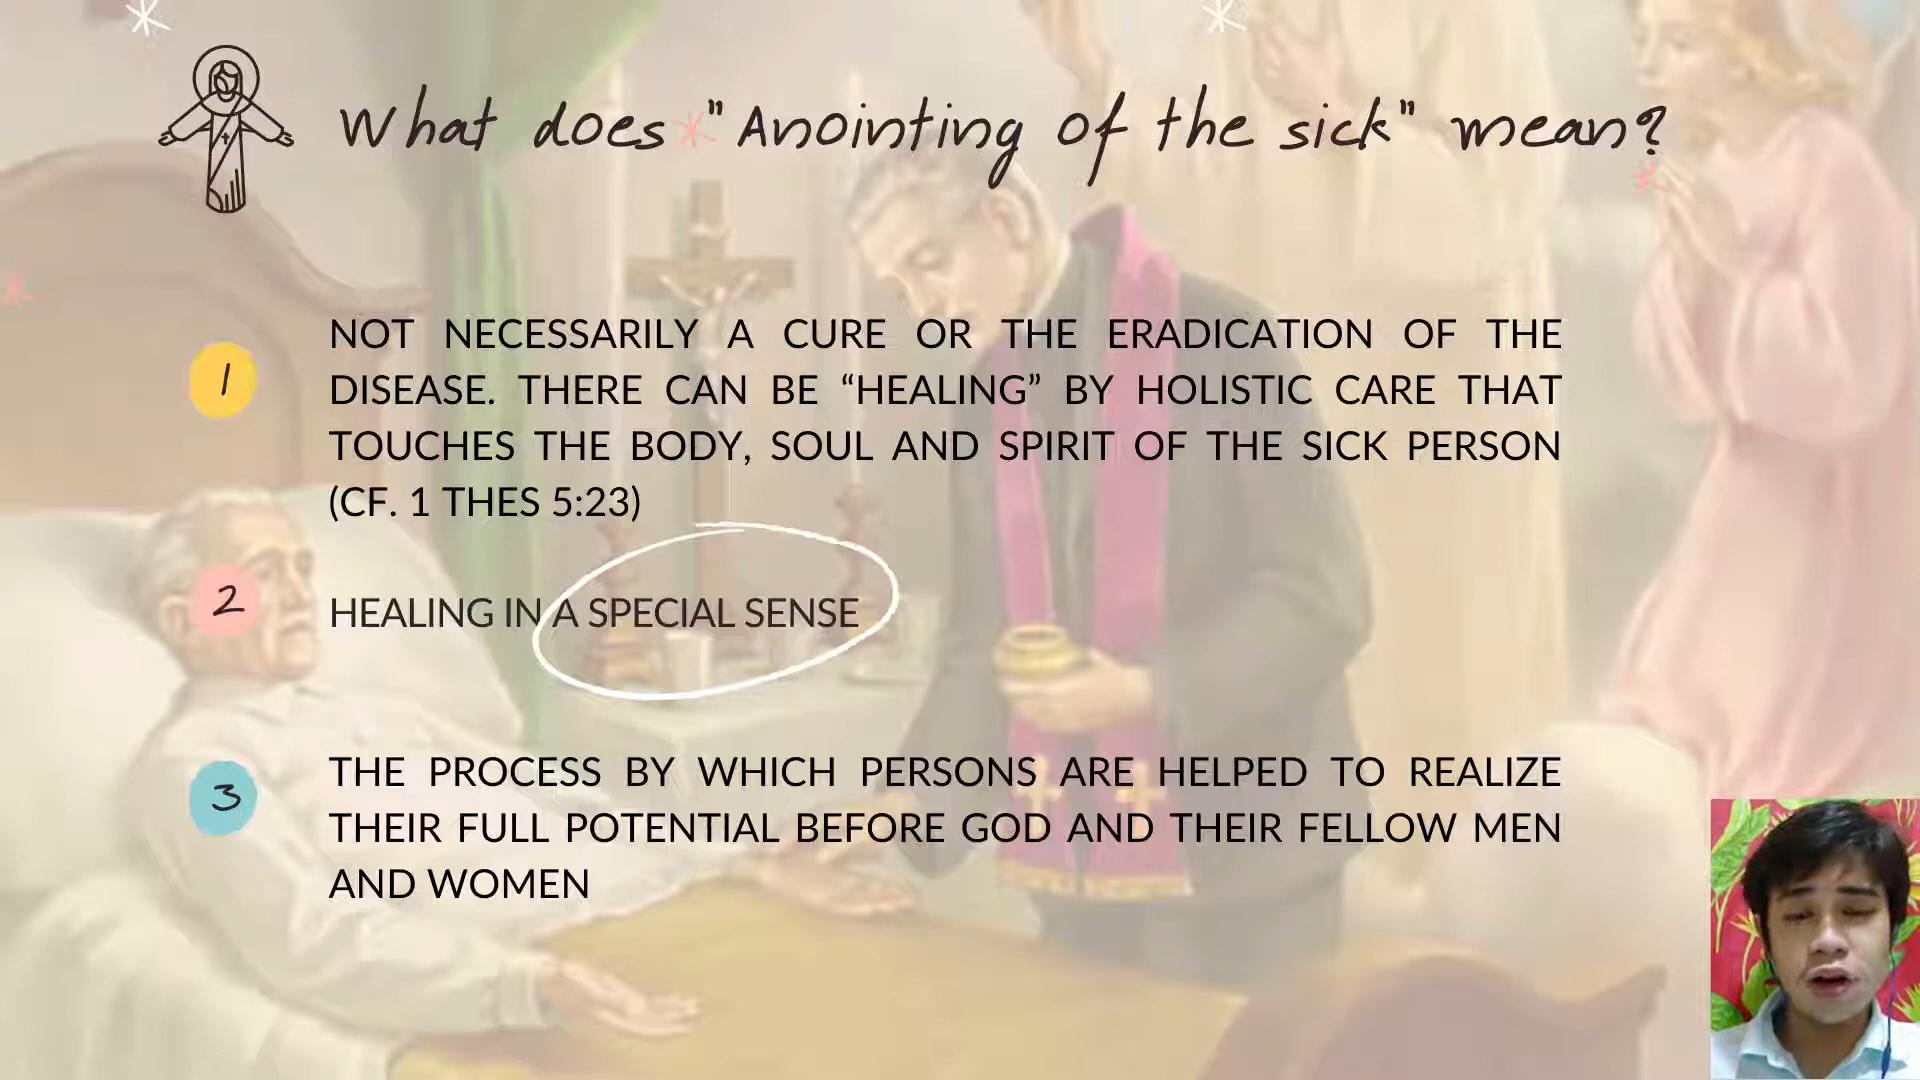 What does "Anointing of the sick" mean?
1
NOT NECESSARILY A CURE OR THE ERADICATION OF THE
DISEASE. THERE CAN BE “HEALING” BY HOLISTIC CARE THAT
TOUCHES THE BODY, SOUL AND SPIRIT OF THE SICK PERSON
(CF. 1 THES 5:23)
2
HEALING IN A SPECIAL SENSE
3
THE PROCESS BY WHICH PERSONS ARE HELPED TO REALIZE
THEIR FULL POTENTIAL BEFORE GOD AND THEIR FELLOW MEN
AND WOMEN